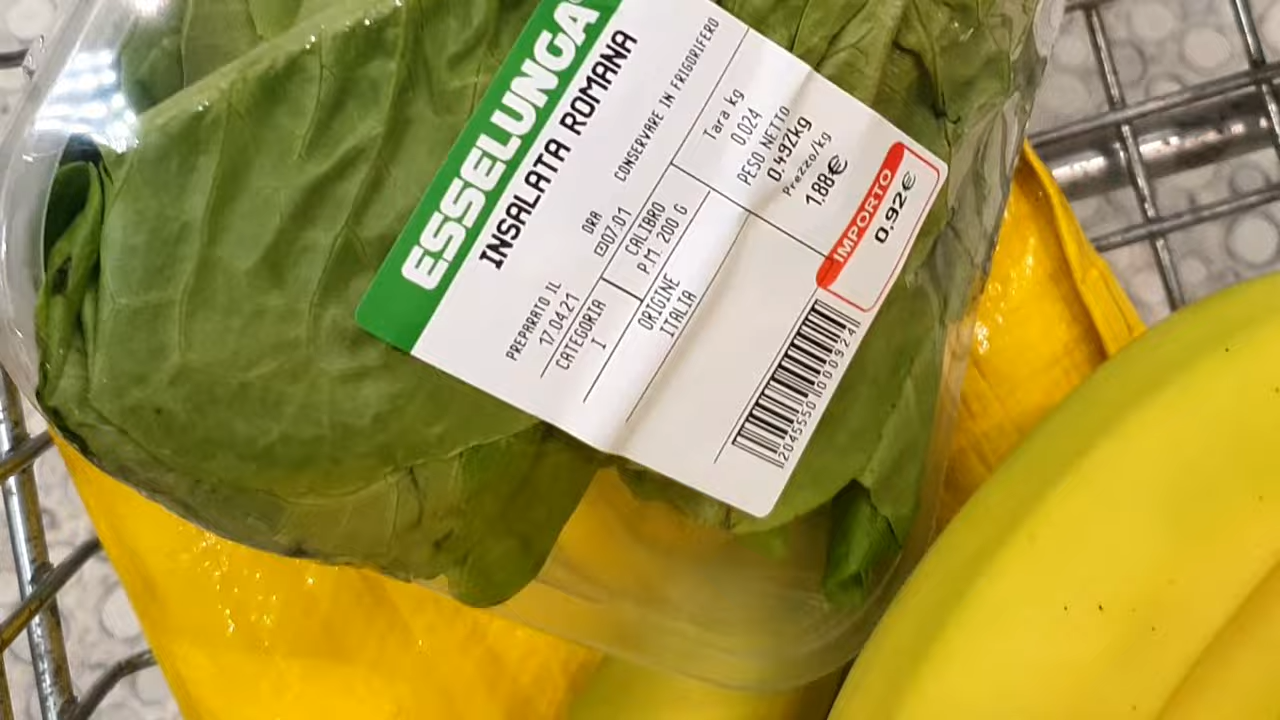 ESSELUNGA®
INSALATA ROMANA
CONSERVARE IN FRIGORIFERO
PREPARATO IL
17.04.21
ORA
07:01
CATEGORIA
I
CALIBRO
P.M. 200 G
ORIGINE
ITALIA
Tara kg
0,024
PESO NETTO
0.492kg
Prezzo/kg
1,88€
IMPORTO
0,92€
2045550000924